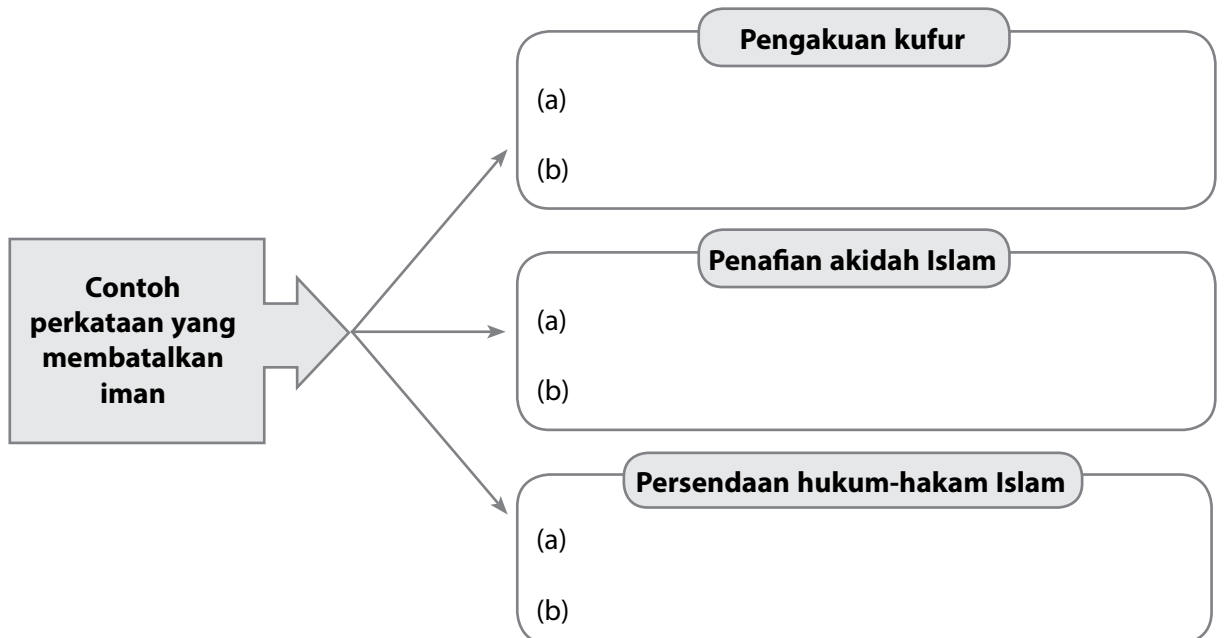 Contoh
perkataan yang
membatalkan
iman
Pengakuan kufur
(a)
(b)
Penafian akidah Islam
(a)
(b)
Persendaan hukum-hakam Islam
(a)
(b)